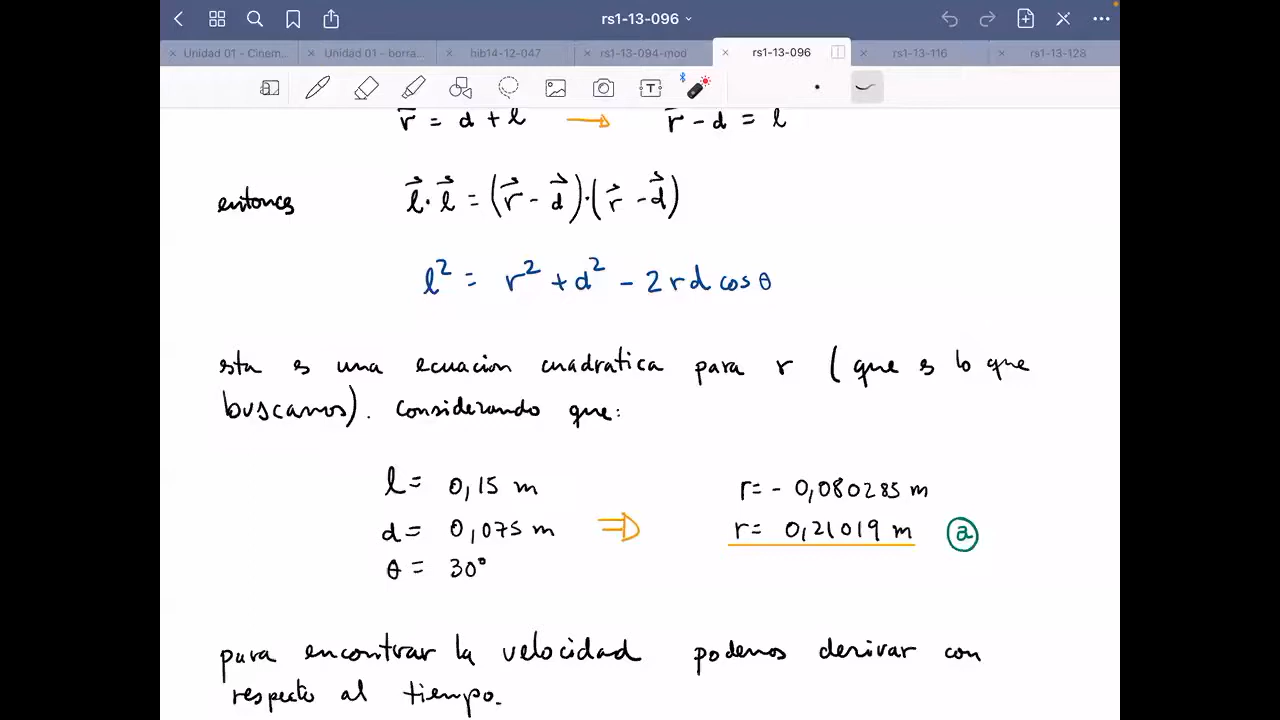 rs1-13-096
Unidad 01 - Cinem...
Unidad 01 - borra...
hib14-12-047
rs1-13-094-mod
rs1-13-096
rs1-13-116
rs1-13-128
r̄ = d + l → r̄ - d = l
entonces l⃗·l⃗ = (r⃗ - d⃗)·(r⃗ - d⃗)
l² = r² + d² - 2rd cos θ
sta es una ecuacion cuadratica para r (que es lo que
buscamos). Considerando que:
l = 0,15 m
r = - 0,080285 m
d = 0,075 m ⇒ r = 0,21019 m ⓐ
θ = 30°
para encontrar la velocidad podemos derivar con
respecto al tiempo.